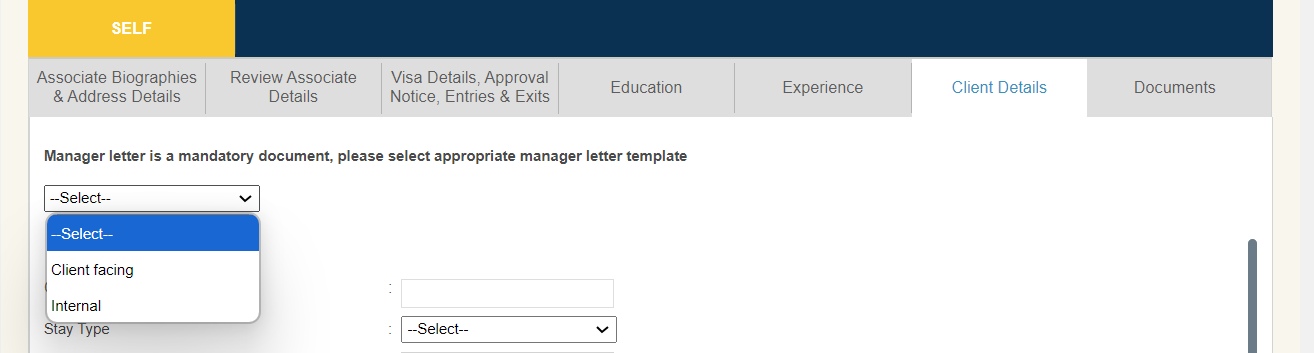 SELF
Associate Biographies
& Address Details
Review Associate
Details
Visa Details, Approval
Notice, Entries & Exits
Education
Experience
Client Details
Documents
Manager letter is a mandatory document, please select appropriate manager letter template
--Select--
--Select--
Client facing
:
Internal
Stay Type : --Select--